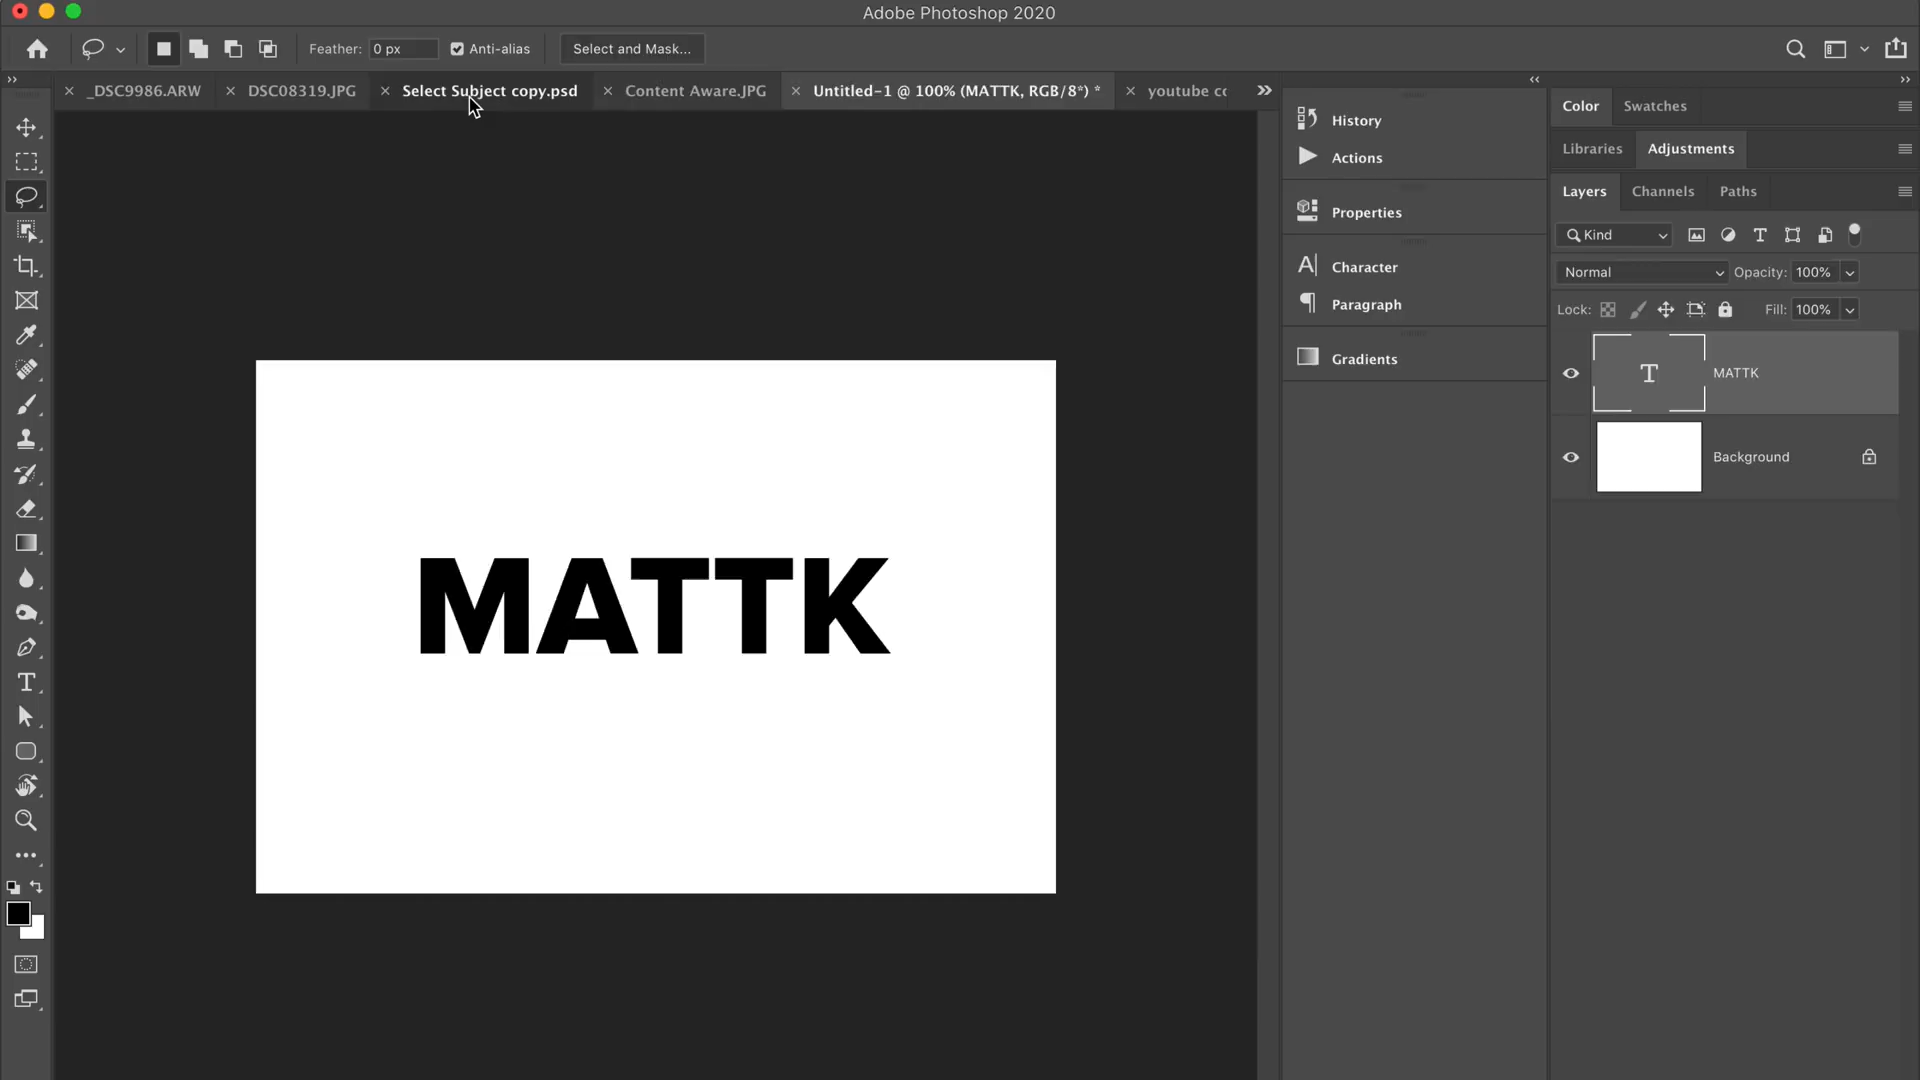 Adobe Photoshop 2020
Feather: 0 px Anti-alias Select and Mask...
_DSC9986.ARW DSC08319.JPG Select Subject copy.psd Content Aware.JPG Untitled-1 @ 100% (MATTK, RGB/8*) * youtube
History
Actions
Properties
Character
Paragraph
Gradients
Color Swatches
Libraries Adjustments
Layers Channels Paths
Kind
Normal Opacity: 100%
Lock: Fill: 100%
MATTK
Background
MATTK